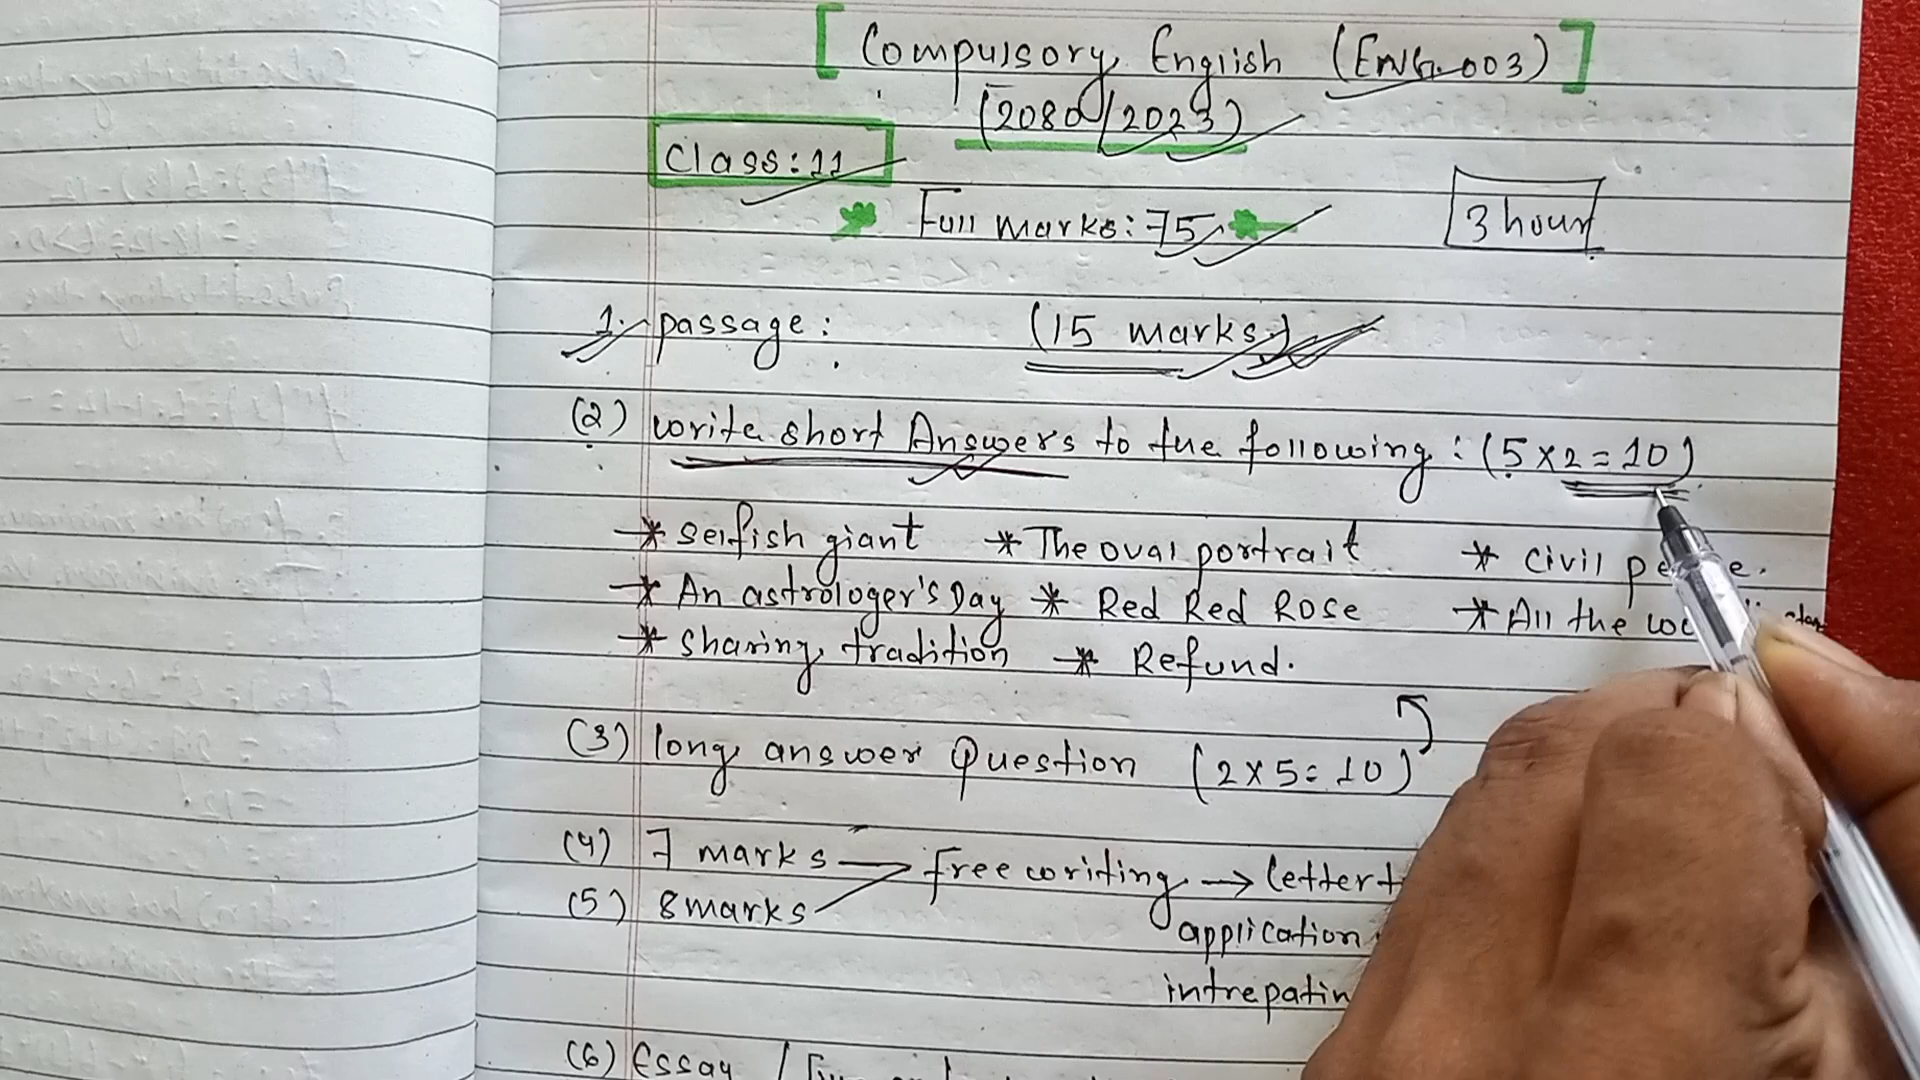 [Compulsory English (ENG.003)]
(2080/2023)
Class: 11
Full marks: 75
3 hour
1. passage: (15 marks)
(2) write short Answers to the following: (5×2=10)
* selfish giant * The oval portrait * Civil
* An astrologer's Day * Red Red Rose * All the
* sharing tradition * Refund.
(3) long answer Question (2×5=10)
(4) 7 marks free writing → letter
(5) 8 marks
application
intrepatin
(6) Essay /